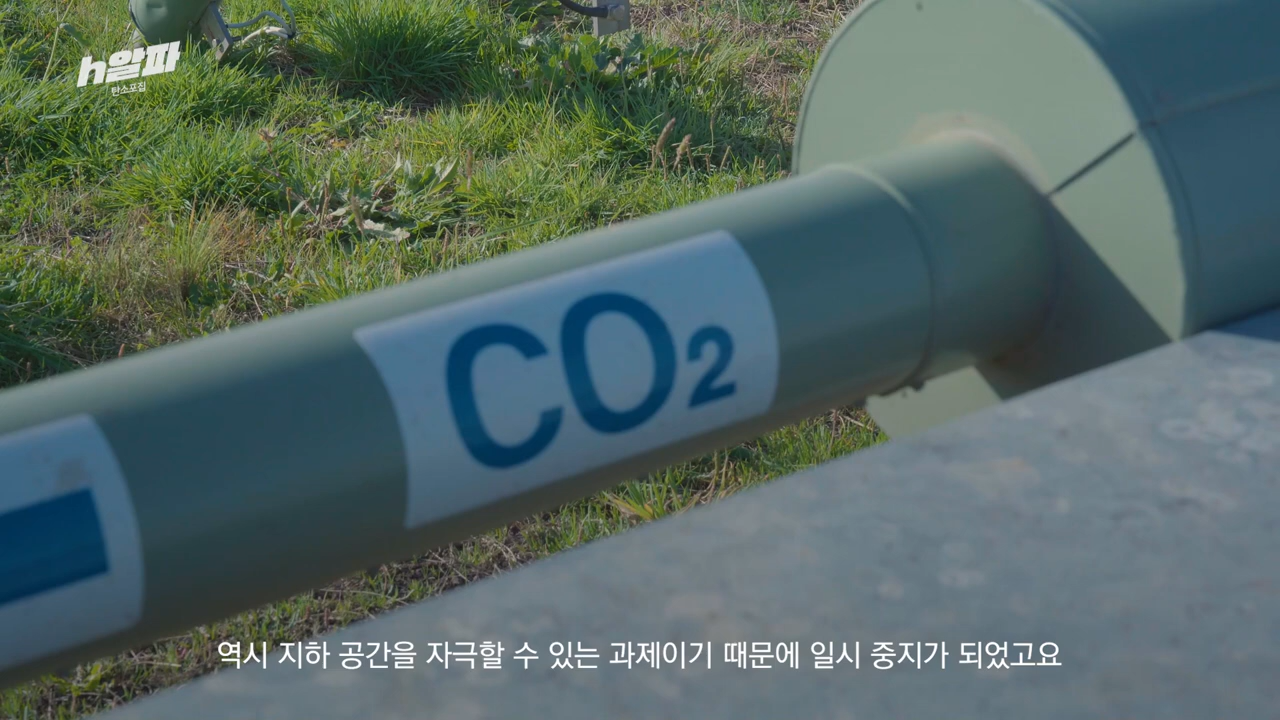 h알파
탄소포집
CO₂
역시 지하 공간을 자극할 수 있는 과제이기 때문에 일시 중지가 되었고요